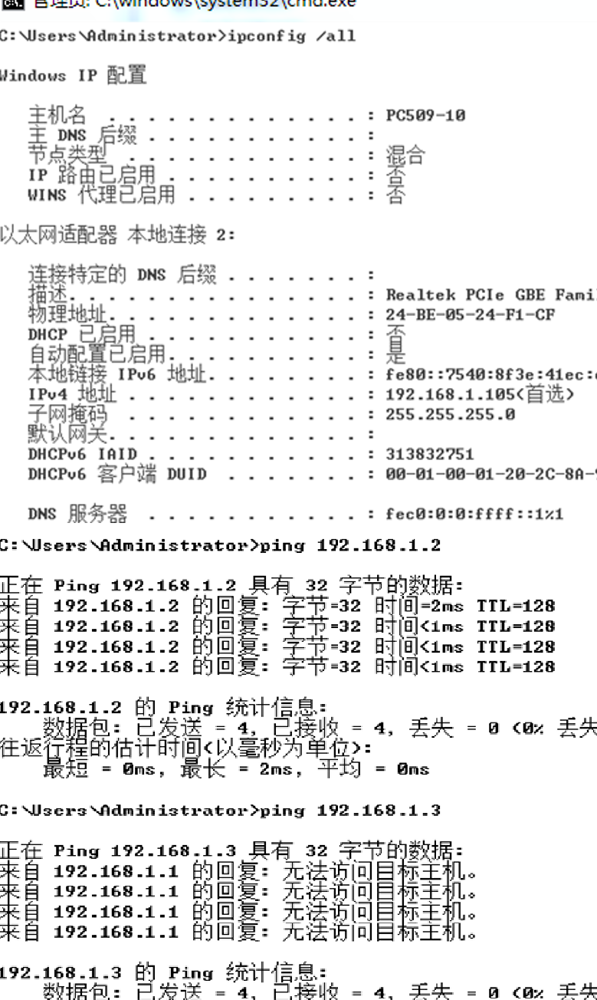 管理员: C:\windows\system32\cmd.exe
C:\Users\Administrator>ipconfig /all
Windows IP 配置
主机名 . . . . . . . . . . . . . : PC509-10
主 DNS 后缀 . . . . . . . . . . . :
节点类型 . . . . . . . . . . . . : 混合
IP 路由已启用 . . . . . . . . . . : 否
WINS 代理已启用 . . . . . . . . . : 否
以太网适配器 本地连接 2:
连接特定的 DNS 后缀 . . . . . . . :
描述. . . . . . . . . . . . . . . : Realtek PCIe GBE Fami
物理地址. . . . . . . . . . . . . : 24-BE-05-24-F1-CF
DHCP 已启用 . . . . . . . . . . . : 否
自动配置已启用. . . . . . . . . . : 是
本地链接 IPv6 地址. . . . . . . . : fe80::7540:8f3e:41ec:
IPv4 地址 . . . . . . . . . . . . : 192.168.1.105(首选)
子网掩码 . . . . . . . . . . . . : 255.255.255.0
默认网关. . . . . . . . . . . . . :
DHCPv6 IAID . . . . . . . . . . . : 313832751
DHCPv6 客户端 DUID . . . . . . . : 00-01-00-01-20-2C-8A-
DNS 服务器 . . . . . . . . . . . : fec0:0:0:ffff::1%1
C:\Users\Administrator>ping 192.168.1.2
正在 Ping 192.168.1.2 具有 32 字节的数据:
来自 192.168.1.2 的回复: 字节=32 时间=2ms TTL=128
来自 192.168.1.2 的回复: 字节=32 时间<1ms TTL=128
来自 192.168.1.2 的回复: 字节=32 时间<1ms TTL=128
来自 192.168.1.2 的回复: 字节=32 时间<1ms TTL=128
192.168.1.2 的 Ping 统计信息:
数据包: 已发送 = 4, 已接收 = 4, 丢失 = 0 (0% 丢失
往返行程的估计时间(以毫秒为单位):
最短 = 0ms, 最长 = 2ms, 平均 = 0ms
C:\Users\Administrator>ping 192.168.1.3
正在 Ping 192.168.1.3 具有 32 字节的数据:
来自 192.168.1.1 的回复: 无法访问目标主机。
来自 192.168.1.1 的回复: 无法访问目标主机。
来自 192.168.1.1 的回复: 无法访问目标主机。
来自 192.168.1.1 的回复: 无法访问目标主机。
192.168.1.3 的 Ping 统计信息:
数据包: 已发送 = 4, 已接收 = 4, 丢失 = 0 (0% 丢失